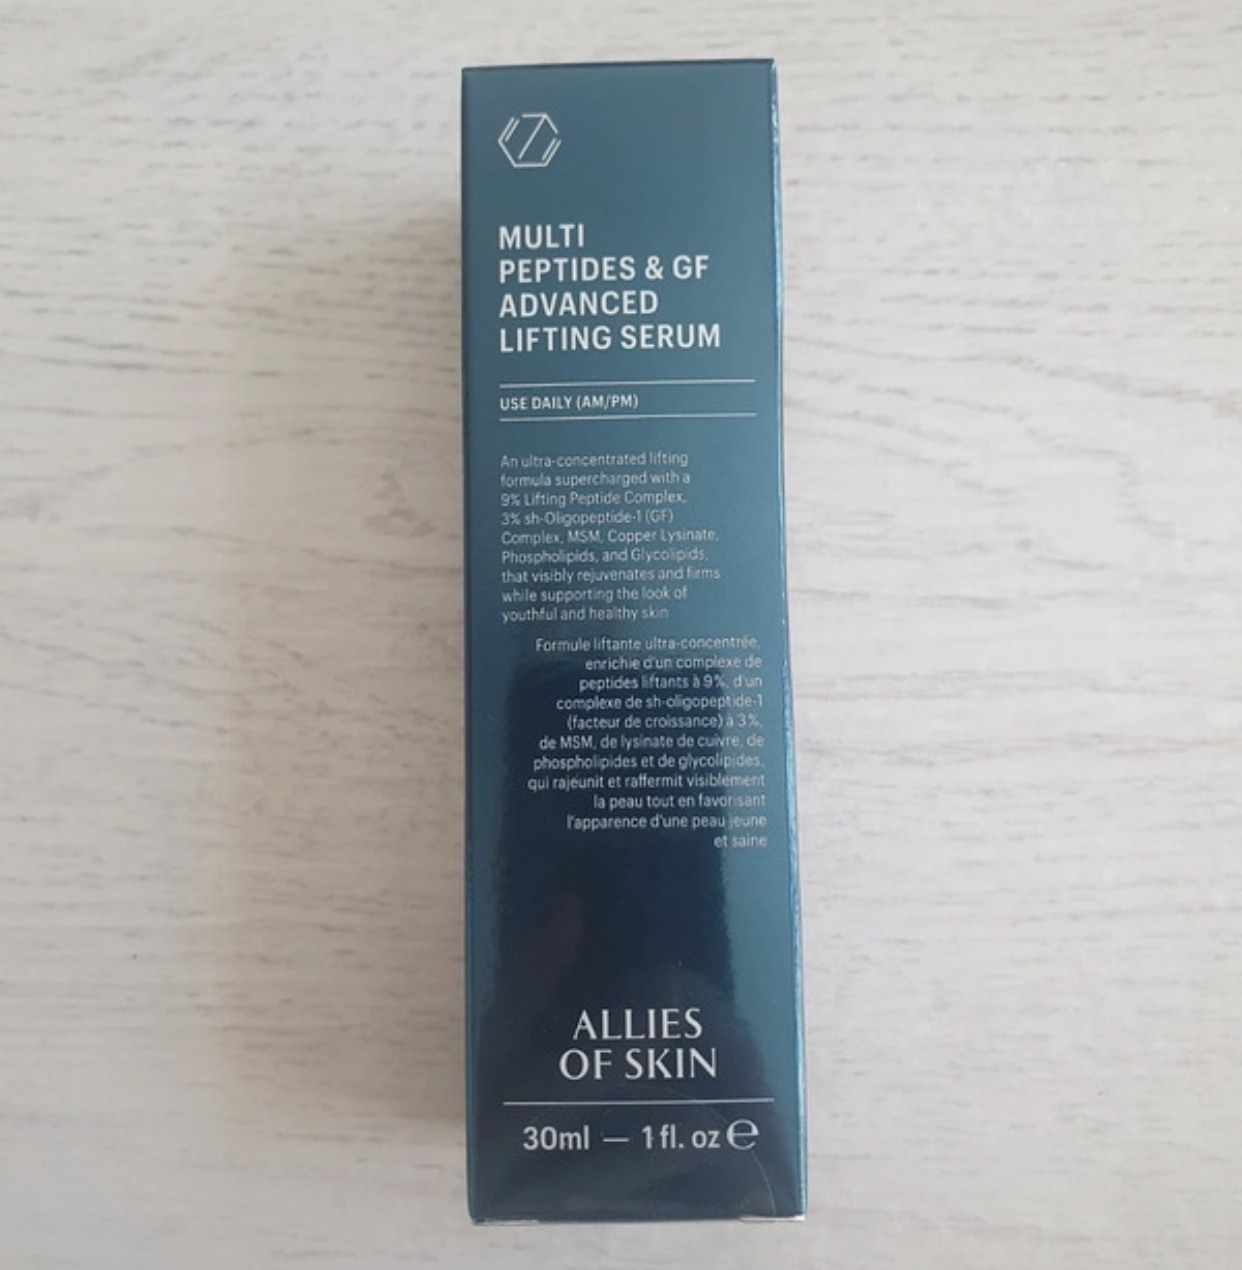 MULTI
PEPTIDES & GF
ADVANCED
LIFTING SERUM
USE DAILY (AM/PM)
An ultra-concentrated lifting
formula supercharged with a
9% Lifting Peptide Complex,
3% sh-Oligopeptide-1 (GF)
Complex, MSM, Copper Lysinate,
Phospholipids, and Glycolipids,
that visibly rejuvenates and firms
while supporting the look of
youthful and healthy skin
Formule liftante ultra-concentrée,
enrichie d'un complexe de
peptides liftants à 9%, d'un
complexe de sh-oligopeptide-1
(facteur de croissance) à 3%,
de MSM, de lysinate de cuivre, de
phospholipides et de glycolipides,
qui rajeunit et raffermit visiblement
la peau tout en favorisant
l'apparence d'une peau jeune
et saine
ALLIES
OF SKIN
30ml — 1 fl. oz ℮